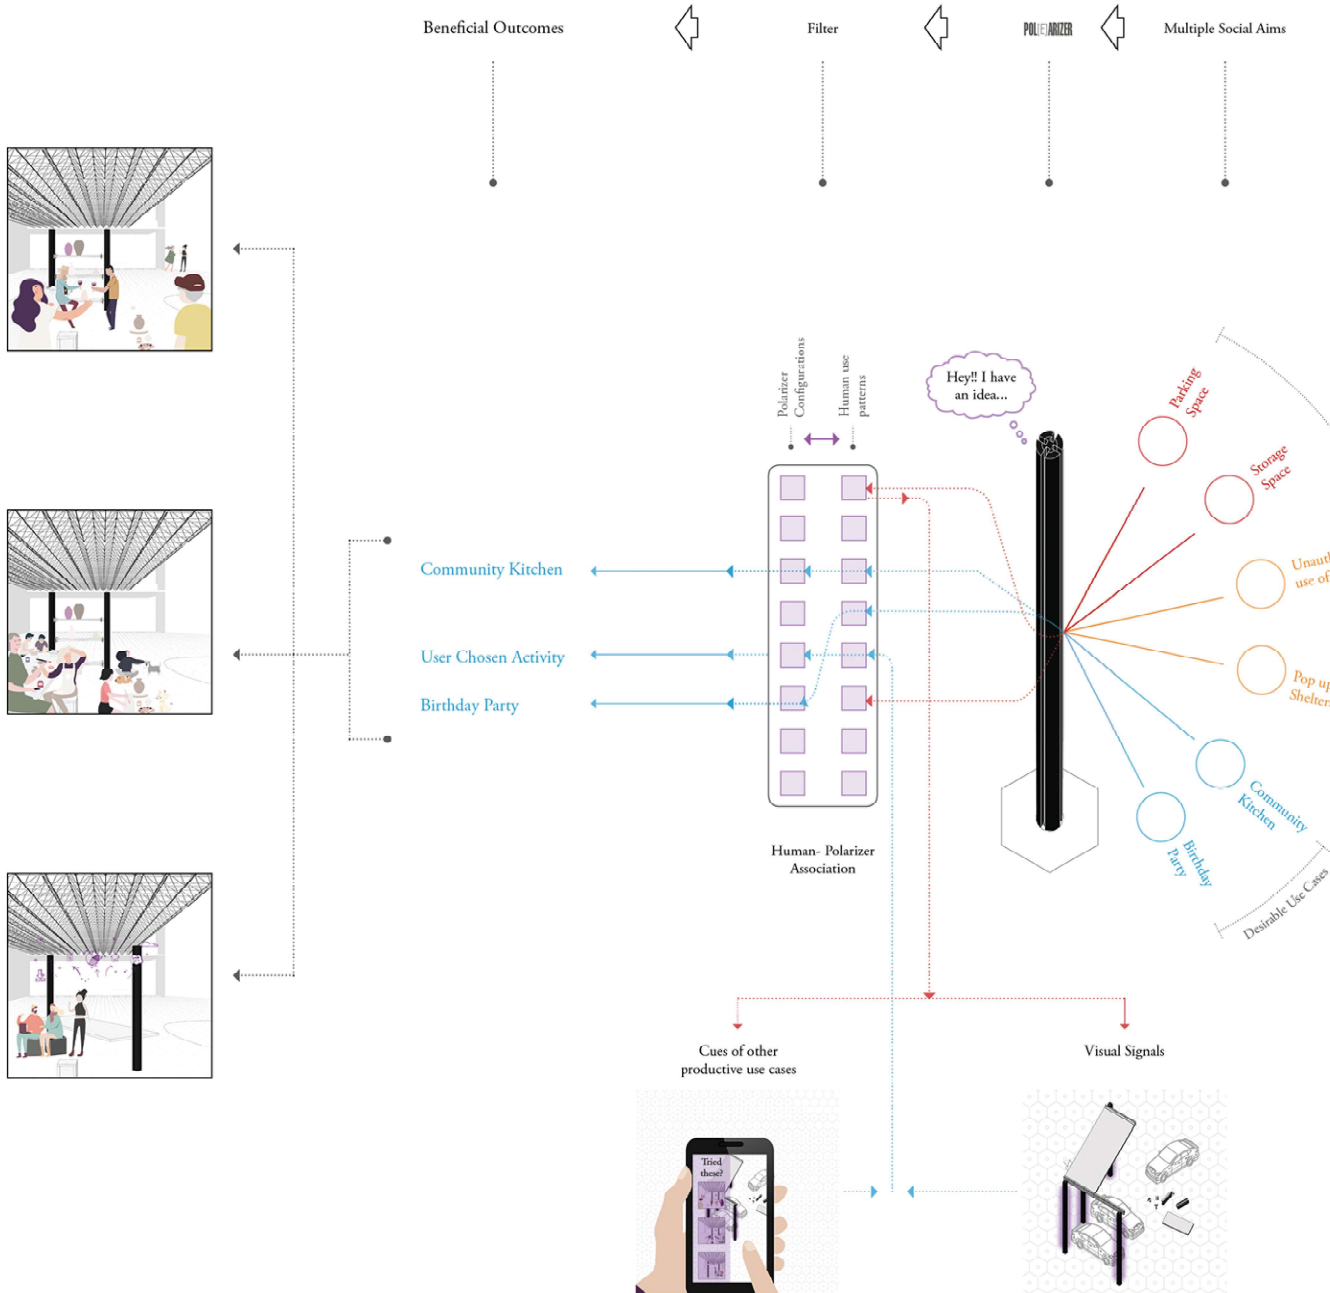 Beneficial Outcomes
Filter
POL[E]ARIZER
Multiple Social Aims
Polarizer
Configurations
Human use
patterns
Hey!! I have
an idea...
Parking
Space
Storage
Space
use of
Pop up
Community
Kitchen
Birthday
Party
Desirable Use Cases
Community Kitchen
User Chosen Activity
Birthday Party
Human- Polarizer
Association
Cues of other
productive use cases
Visual Signals
Tried
these?